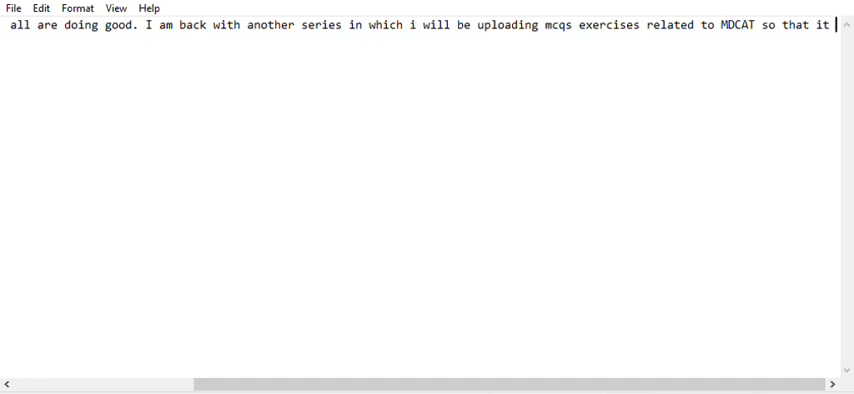 File Edit Format View Help
all are doing good. I am back with another series in which i will be uploading mcqs exercises related to MDCAT so that it